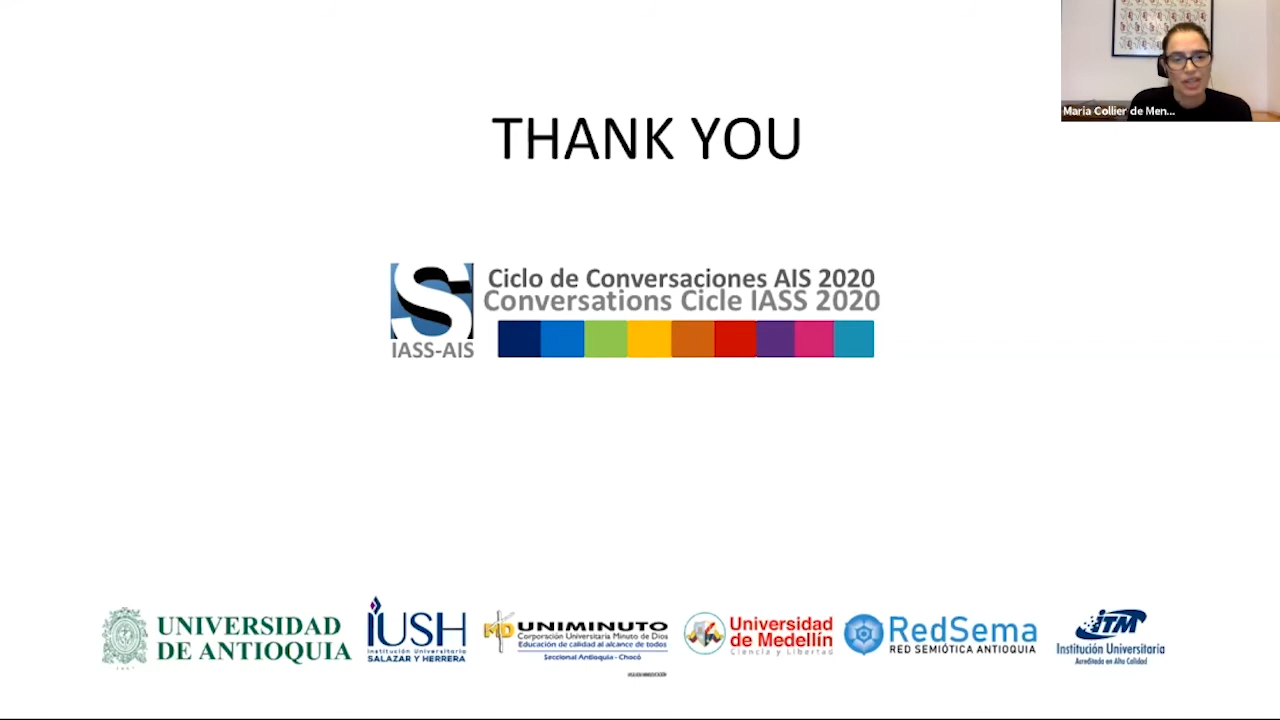 Maria Collier de Men...
THANK YOU
Ciclo de Conversaciones AIS 2020
Conversations Cicle IASS 2020
S
IASS-AIS
UNIVERSIDAD
DE ANTIOQUIA
IUSH
Institución Universitaria
SALAZAR Y HERRERA
MD UNIMINUTO
Corporación Universitaria Minuto de Dios
Educación de calidad al alcance de todos
Seccional Antioquia - Chocó
Universidad
de Medellín
Ciencia y Libertad
RedSema
RED SEMIÓTICA ANTIOQUIA
iTM
Institución Universitaria
Acreditada en Alta Calidad